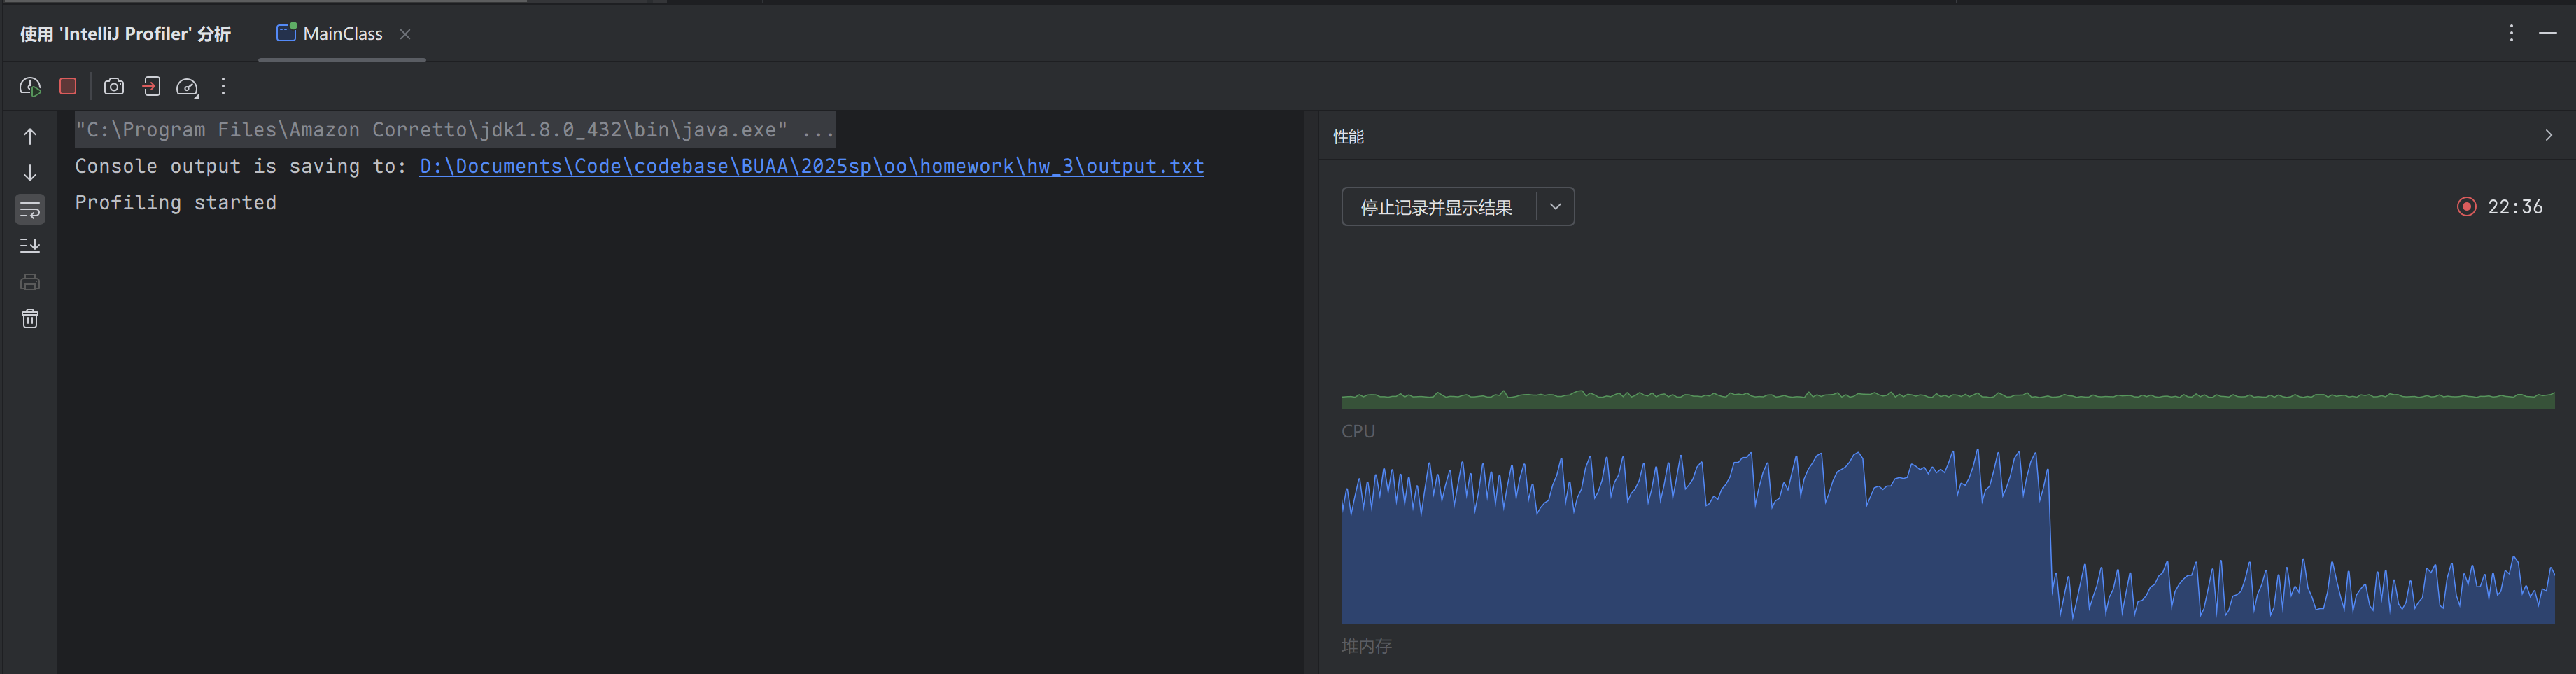 使用 'IntelliJ Profiler' 分析
MainClass
"C:\Program Files\Amazon Corretto\jdk1.8.0_432\bin\java.exe" ...
Console output is saving to: D:\Documents\Code\codebase\BUAA\2025sp\oo\homework\hw_3\output.txt
Profiling started
性能
停止记录并显示结果
22:36
CPU
堆内存